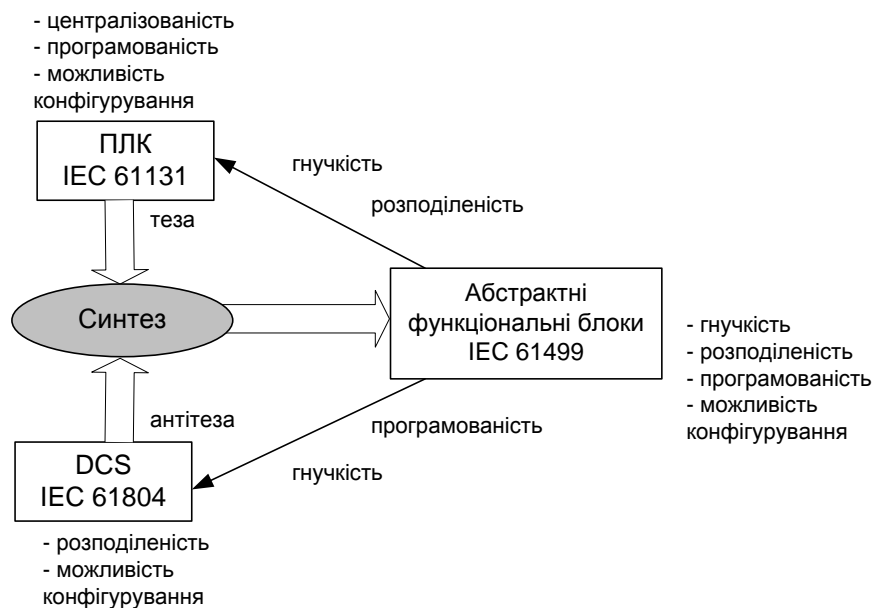 - централізованість
- програмованість
- можливість
конфігурування
ПЛК
IEC 61131
гнучкість
розподіленість
теза
Синтез
Абстрактні
функціональні блоки
IEC 61499
- гнучкість
- розподіленість
- програмованість
- можливість
конфігурування
антітеза
програмованість
гнучкість
DCS
IEC 61804
- розподіленість
- можливість
конфігурування